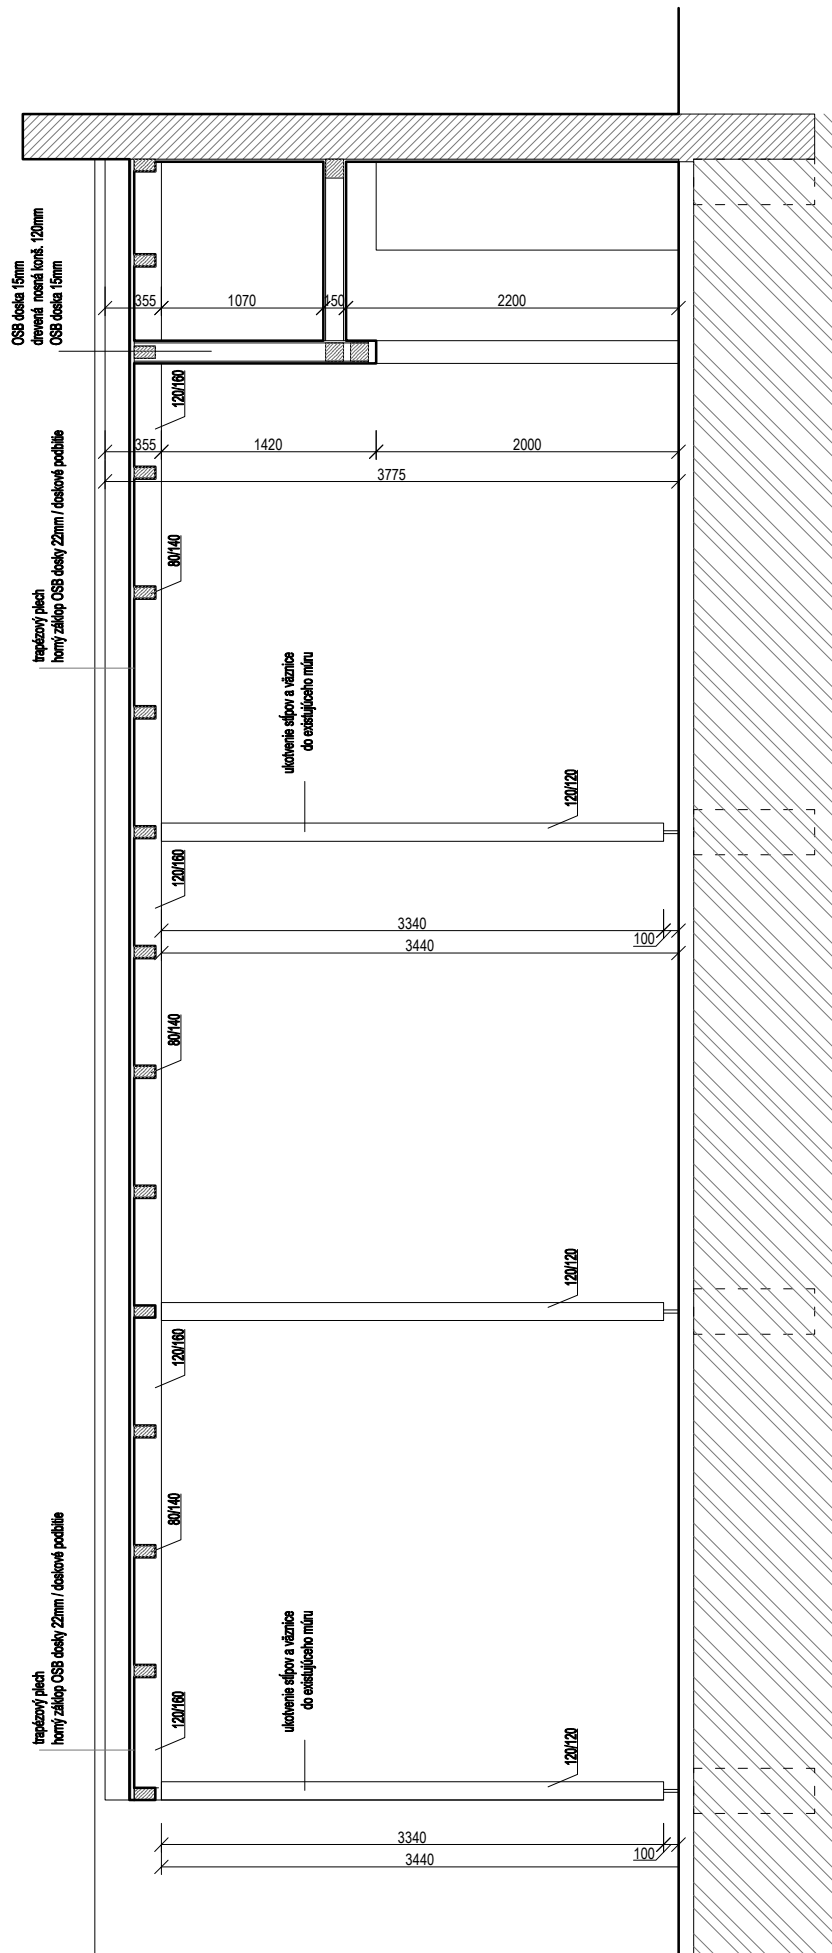 OSB doska 15mm
drevená nosná konš. 120mm
OSB doska 15mm
355
1070
150
2200
120/160
355
1420
2000
3775
trapézový plech
horný záklop OSB dosky 22mm / doskové podbitie
80/140
ukotvenie stĺpov a väznice
do existujúceho múru
120/120
120/160
3340
100
3440
80/140
120/120
120/160
80/140
trapézový plech
horný záklop OSB dosky 22mm / doskové podbitie
120/160
ukotvenie stĺpov a väznice
do existujúceho múru
120/120
3340
100
3440